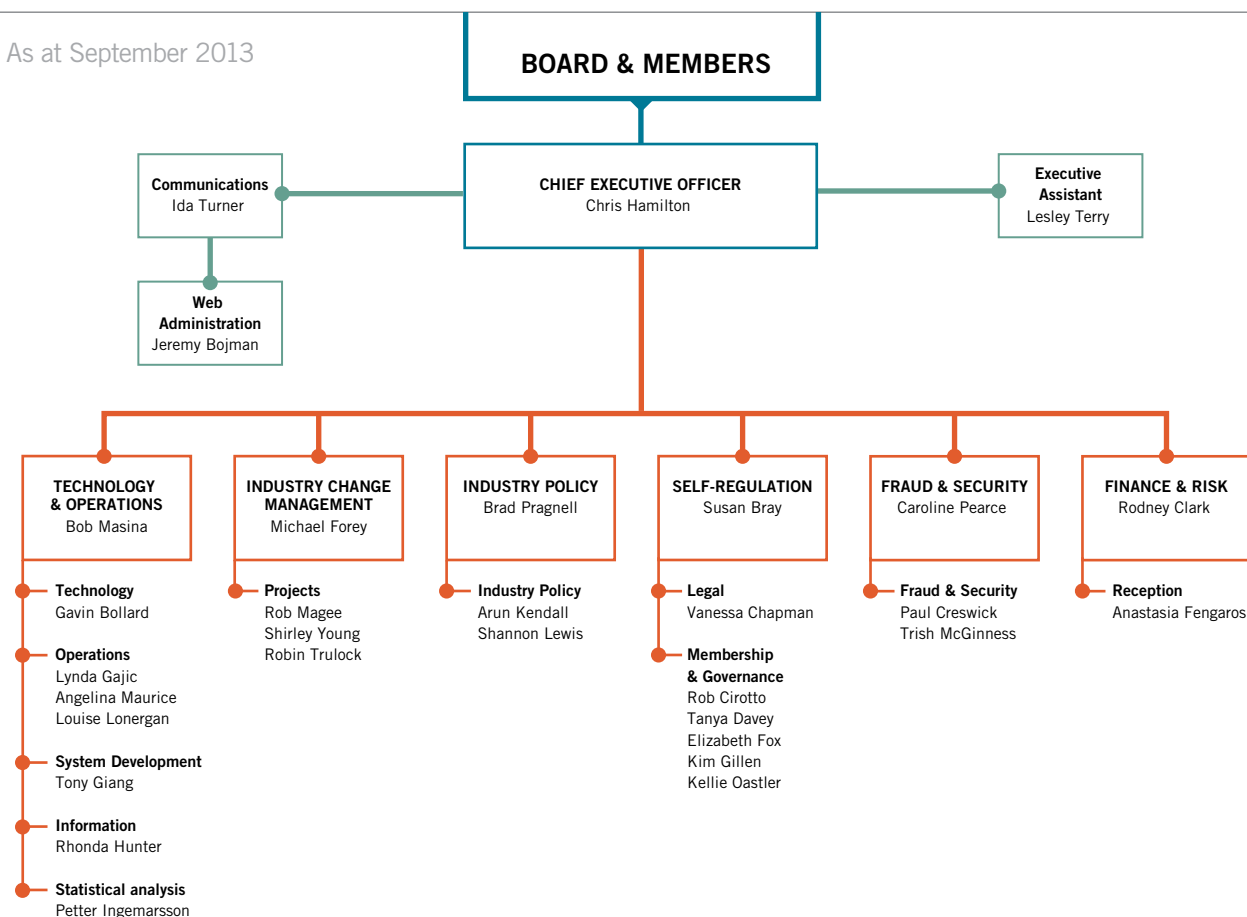 As at September 2013
BOARD & MEMBERS
Communications
Ida Turner
CHIEF EXECUTIVE OFFICER
Chris Hamilton
Executive
Assistant
Lesley Terry
Web
Administration
Jeremy Bojman
TECHNOLOGY
& OPERATIONS
Bob Masina
INDUSTRY CHANGE
MANAGEMENT
Michael Forey
INDUSTRY POLICY
Brad Pragnell
SELF-REGULATION
Susan Bray
FRAUD & SECURITY
Caroline Pearce
FINANCE & RISK
Rodney Clark
Technology
Gavin Bollard
Operations
Lynda Gajic
Angelina Maurice
Louise Lonergan
System Development
Tony Giang
Information
Rhonda Hunter
Statistical analysis
Petter Ingemarsson
Projects
Rob Magee
Shirley Young
Robin Trulock
Industry Policy
Arun Kendall
Shannon Lewis
Legal
Vanessa Chapman
Membership
& Governance
Rob Cirotto
Tanya Davey
Elizabeth Fox
Kim Gillen
Kellie Oastler
Fraud & Security
Paul Creswick
Trish McGinness
Reception
Anastasia Fengaros